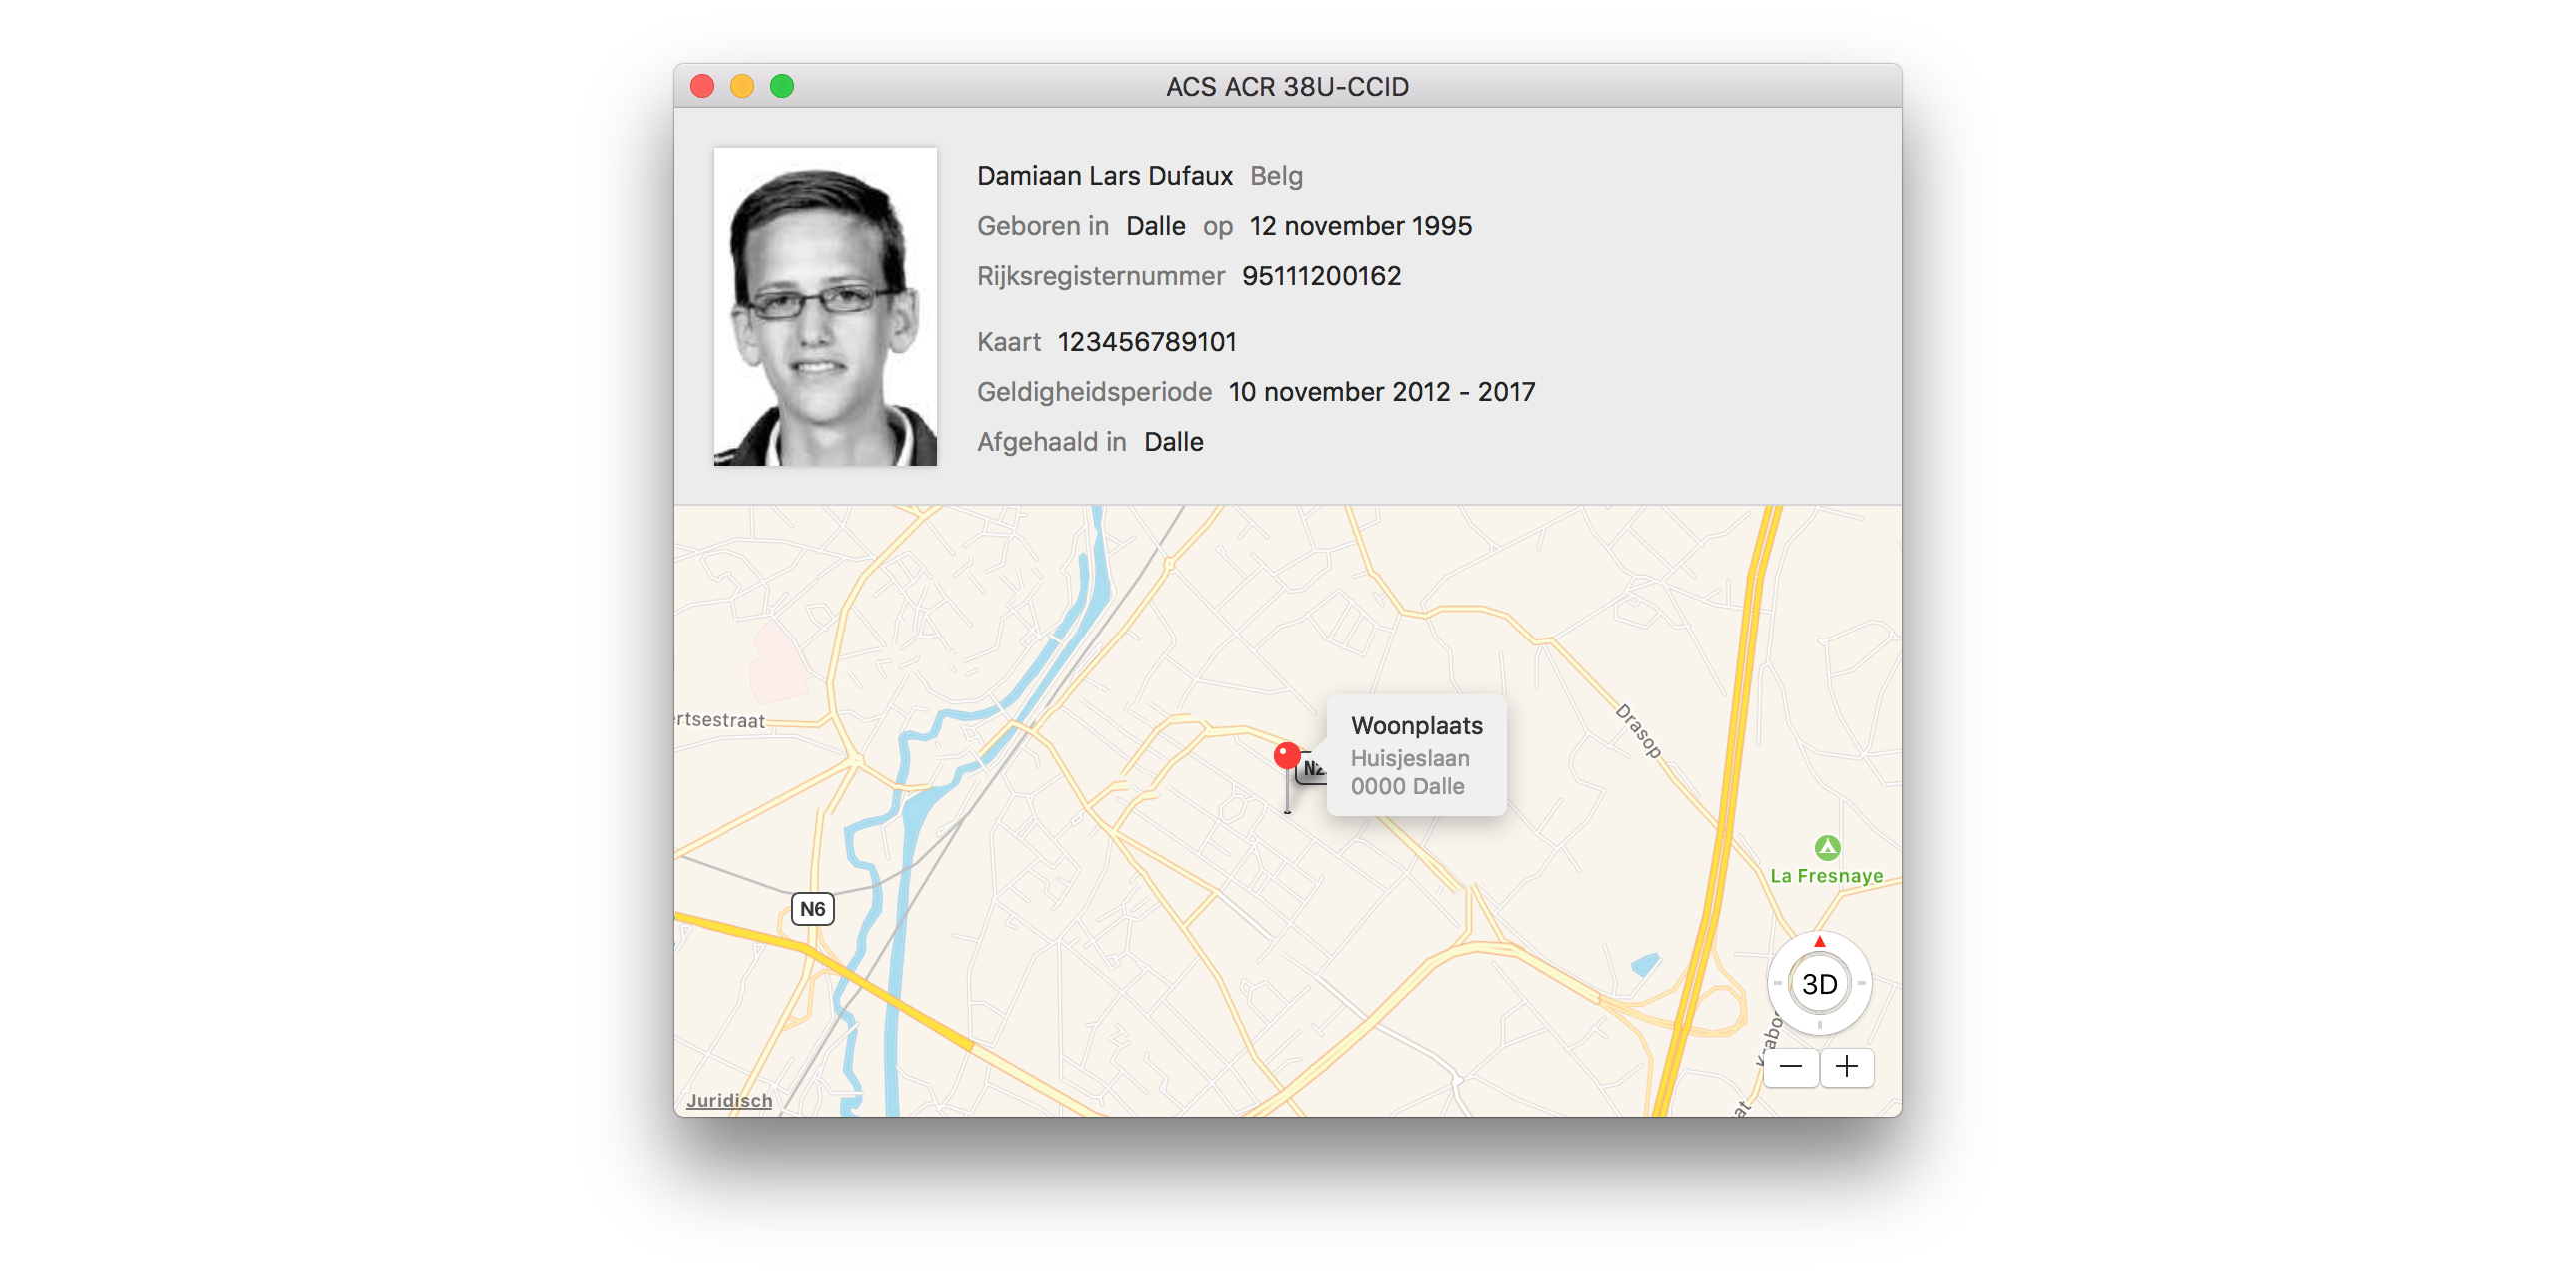 ACS ACR 38U-CCID
Damiaan Lars Dufaux Belg
Geboren in Dalle op 12 november 1995
Rijksregisternummer 95111200162
Kaart 123456789101
Geldigheidsperiode 10 november 2012 - 2017
Afgehaald in Dalle
rtsestraat
Drasop
Woonplaats
Huisjeslaan
0000 Dalle
La Fresnaye
N6
3D
Juridisch